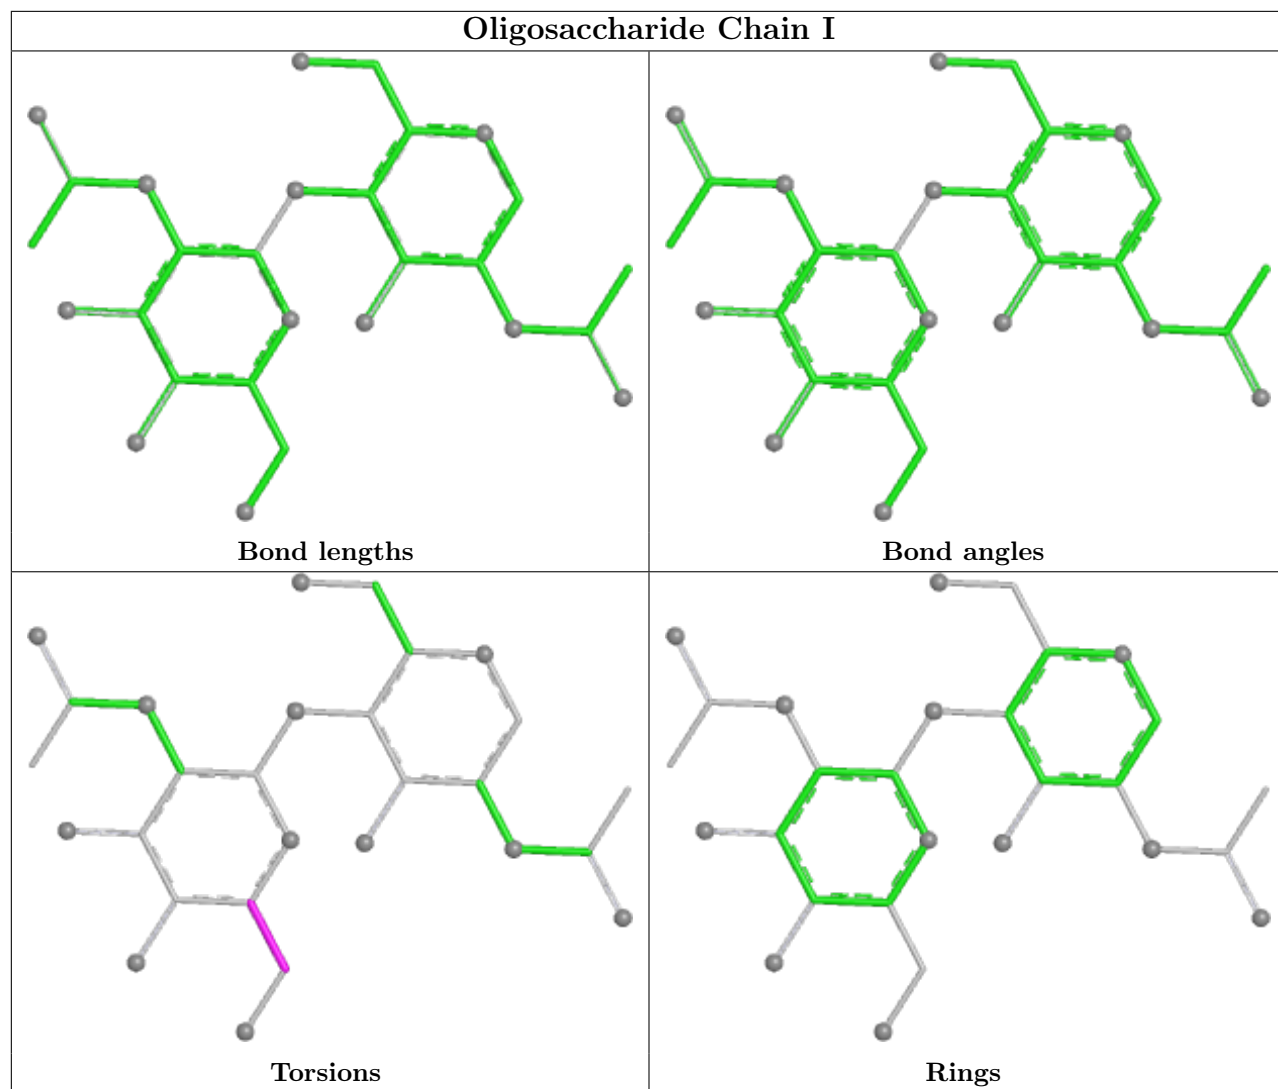 Oligosaccharide Chain I
Bond lengths
Bond angles
Torsions
Rings